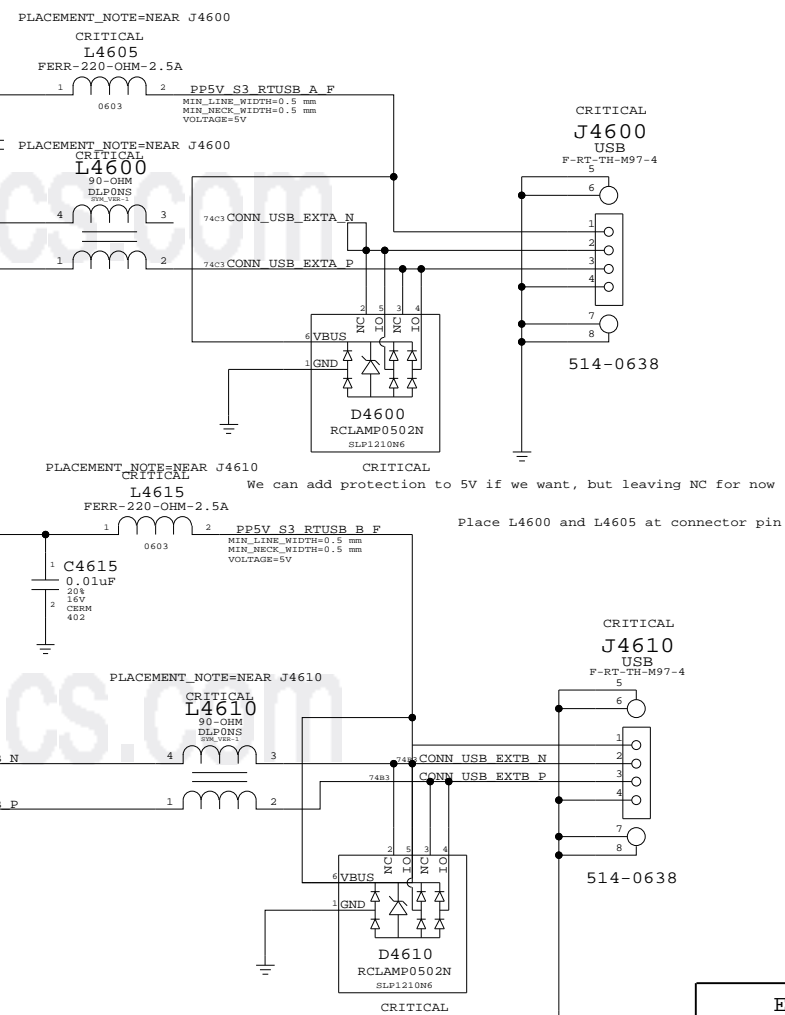 PLACEMENT_NOTE=NEAR J4600
CRITICAL
L4605
FERR-220-OHM-2.5A
1 2
0603
PP5V_S3_RTUSB_A_F
MIN_LINE_WIDTH=0.5 mm
MIN_NECK_WIDTH=0.5 mm
VOLTAGE=5V
PLACEMENT_NOTE=NEAR J4600
CRITICAL
L4600
90-OHM
DLP0NS
SYM_VER-1
4 3
1 2
74C3 CONN_USB_EXTA_N
74C3 CONN_USB_EXTA_P
CRITICAL
J4600
USB
F-RT-TH-M97-4
5
6
1
2
3
4
7
8
514-0638
2 5 3 4
NC IO NC IO
6 VBUS
1 GND
D4600
RCLAMP0502N
SLP1210N6
CRITICAL
We can add protection to 5V if we want, but leaving NC for now
Place L4600 and L4605 at connector pin
PLACEMENT_NOTE=NEAR J4610
CRITICAL
L4615
FERR-220-OHM-2.5A
1 2
0603
PP5V_S3_RTUSB_B_F
MIN_LINE_WIDTH=0.5 mm
MIN_NECK_WIDTH=0.5 mm
VOLTAGE=5V
1
C4615
0.01uF
20%
16V
CERM
402
2
PLACEMENT_NOTE=NEAR J4610
CRITICAL
L4610
90-OHM
DLP0NS
SYM_VER-1
B_N
4 3
B_P
1 2
74B3 CONN_USB_EXTB_N
74B3 CONN_USB_EXTB_P
CRITICAL
J4610
USB
F-RT-TH-M97-4
5
6
1
2
3
4
7
8
514-0638
2 5 3 4
NC IO NC IO
6 VBUS
1 GND
D4610
RCLAMP0502N
SLP1210N6
CRITICAL
E
cs.com
cs.com